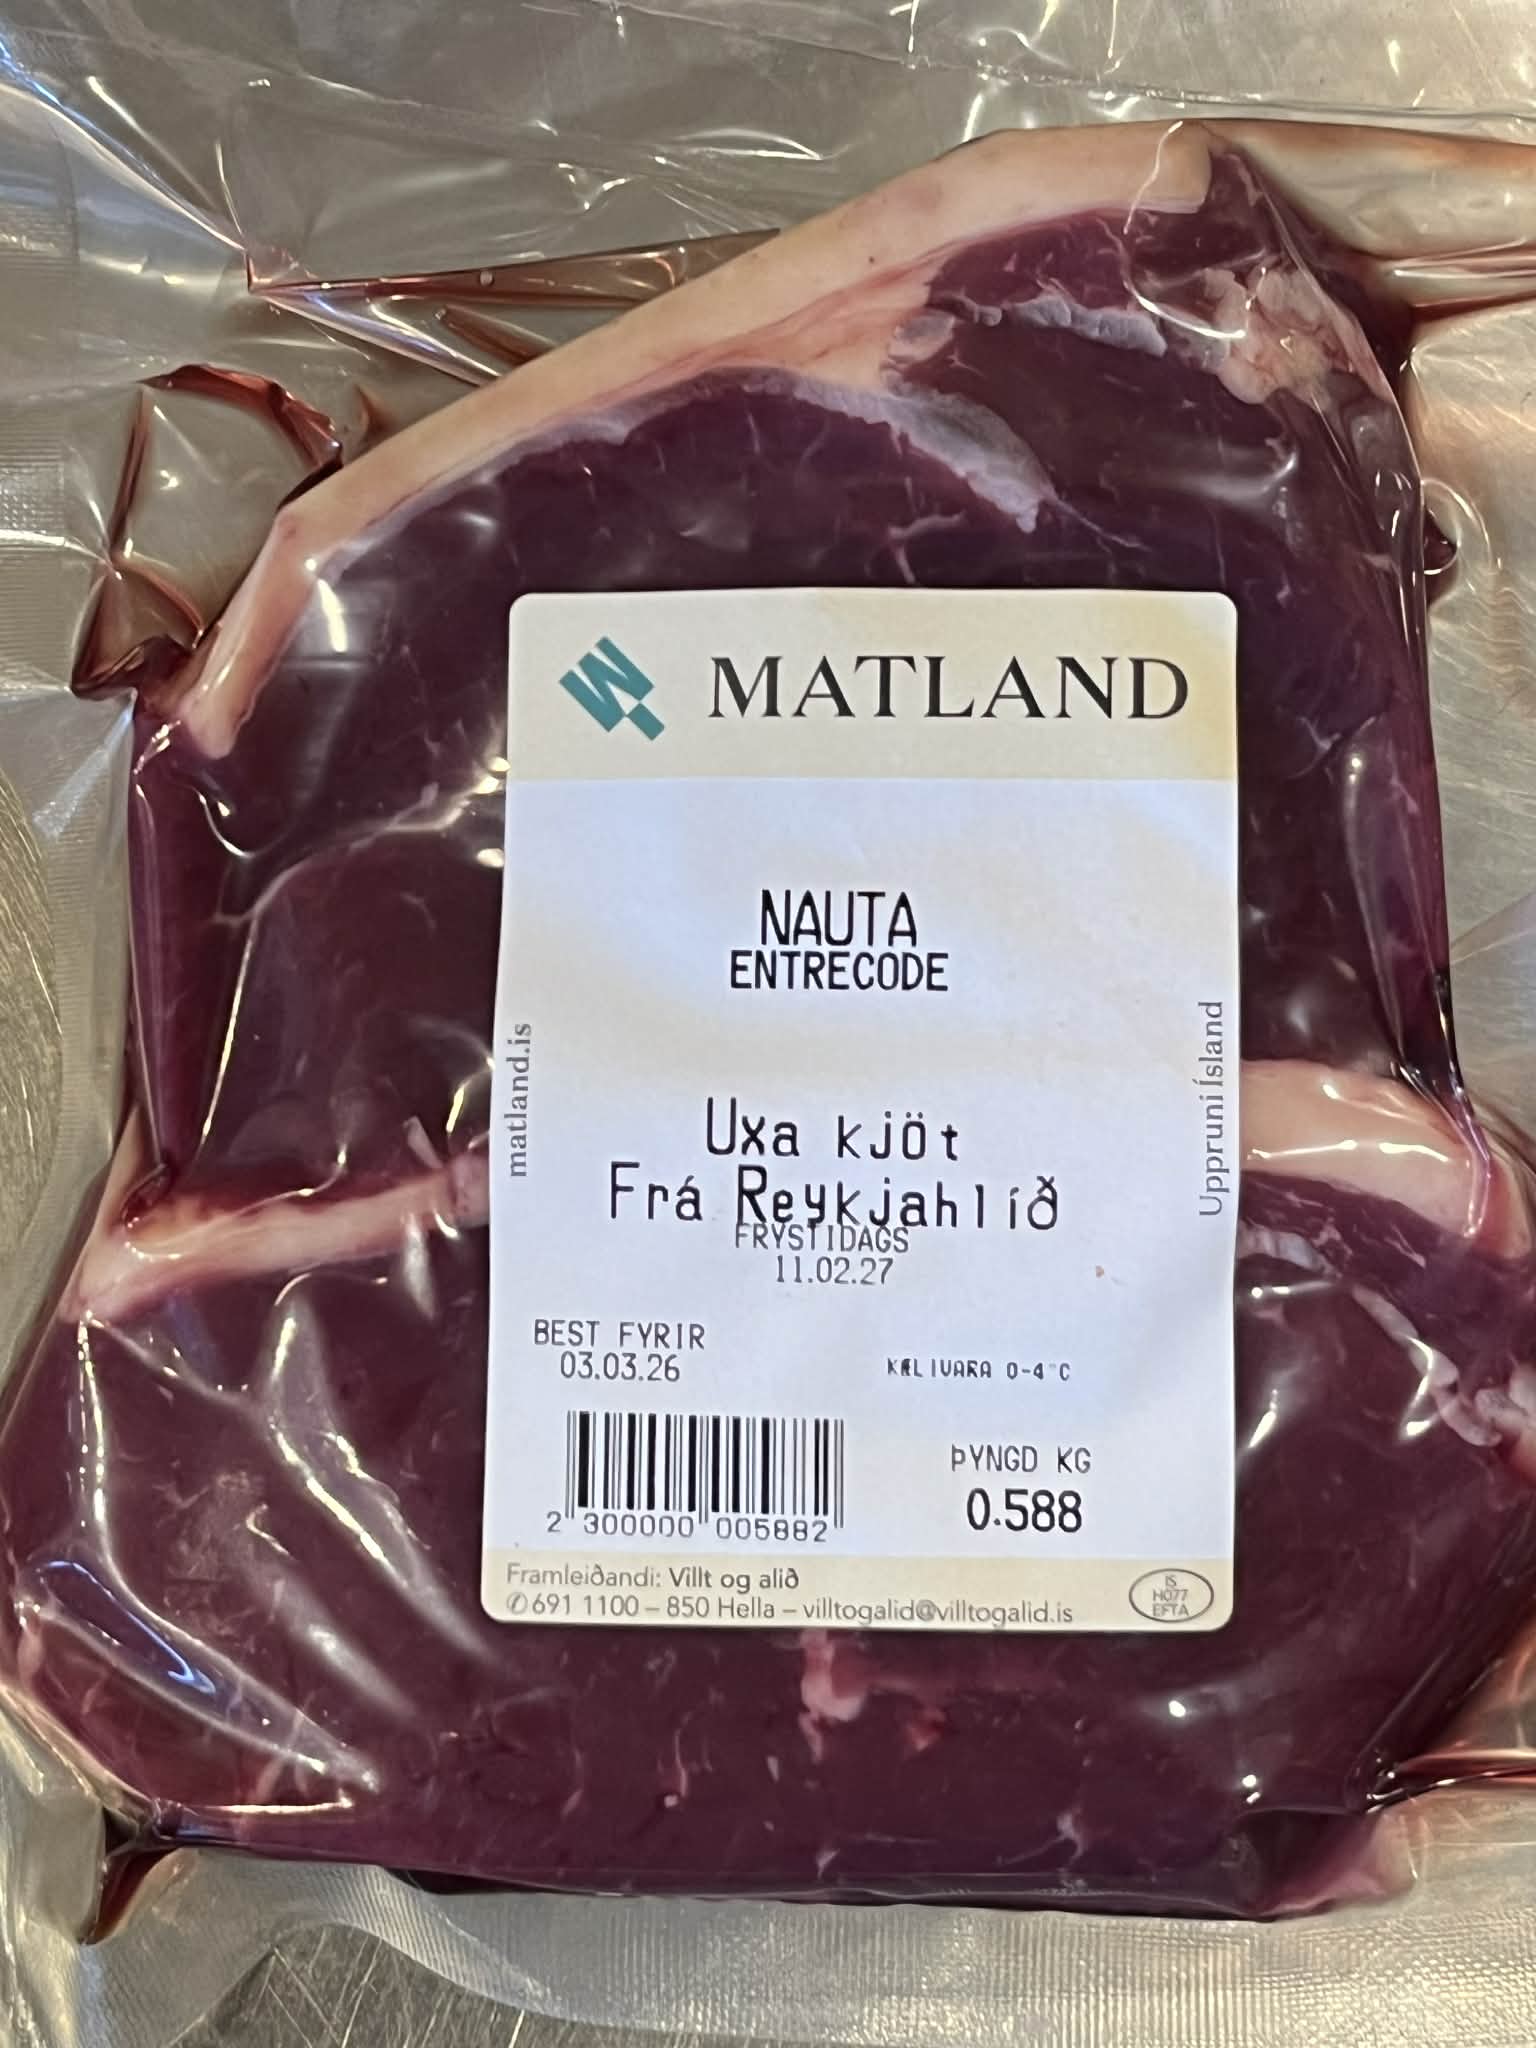 MATLAND
NAUTA
ENTRECODE
matland.is
Uppruni Ísland
Uxa kjöt
Frá Reykjahlíð
FRYSTIDAGS
11.02.27
BEST FYRIR
03.03.26
KÆLIVARA 0-4°C
2 300000 005882
ÞYNGD KG
0.588
Framleiðandi: Villt og alið
✆ 691 1100 – 850 Hella – villtogalid@villtogalid.is
IS
H077
EFTA